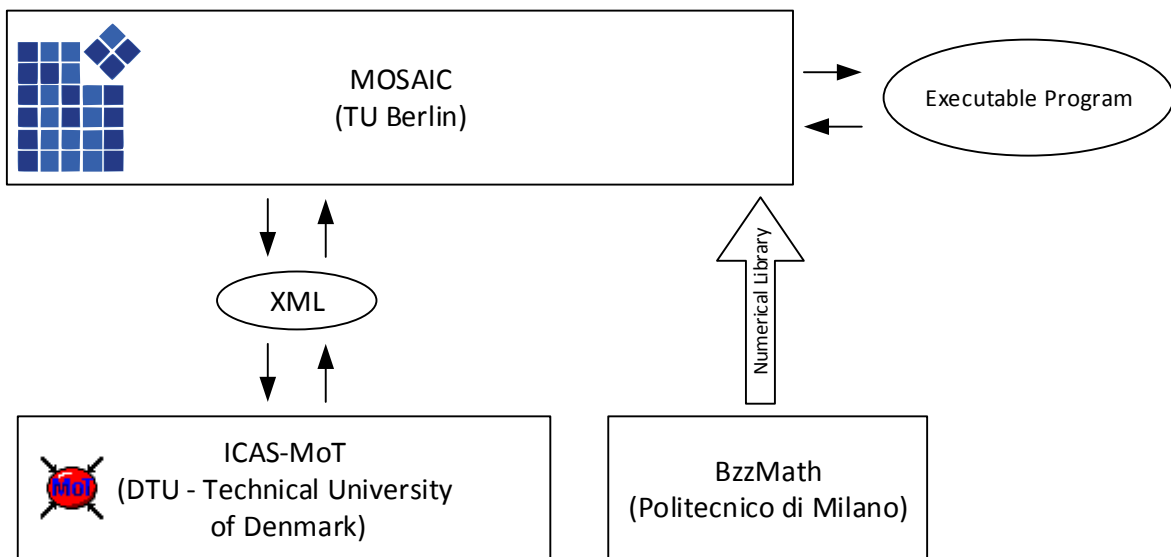 MOSAIC
(TU Berlin)
Executable Program
XML
Numerical Library
ICAS-MoT
(DTU - Technical University
of Denmark)
MoT
BzzMath
(Politecnico di Milano)